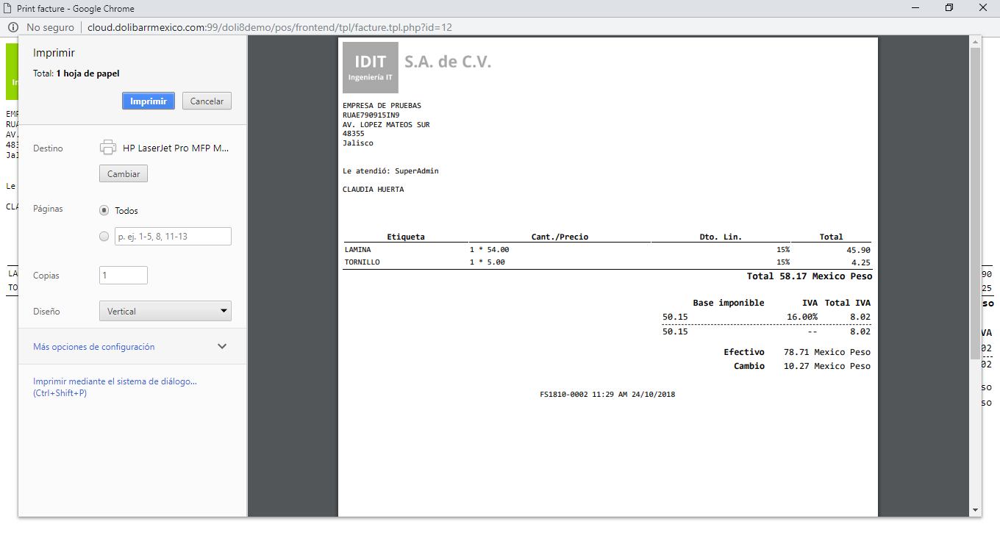 Print facture - Google Chrome
No seguro cloud.dolibarrmexico.com:99/doli8demo/pos/frontend/tpl/facture.tpl.php?id=12
Imprimir
Total: 1 hoja de papel
Imprimir Cancelar
Destino HP LaserJet Pro MFP M...
Cambiar
Páginas Todos
p. ej. 1-5, 8, 11-13
Copias 1
Diseño Vertical
Más opciones de configuración
Imprimir mediante el sistema de diálogo...
(Ctrl+Shift+P)
IDIT S.A. de C.V.
Ingeniería IT
EMPRESA DE PRUEBAS
RUAE790915IN9
AV. LOPEZ MATEOS SUR
48355
Jalisco
Le atendió: SuperAdmin
CLAUDIA HUERTA
Etiqueta Cant./Precio Dto. Lin. Total
LAMINA 1 * 54.00 15% 45.90
TORNILLO 1 * 5.00 15% 4.25
Total 58.17 Mexico Peso
Base imponible IVA Total IVA
50.15 16.00% 8.02
50.15 -- 8.02
Efectivo 78.71 Mexico Peso
Cambio 10.27 Mexico Peso
FS1810-0002 11:29 AM 24/10/2018